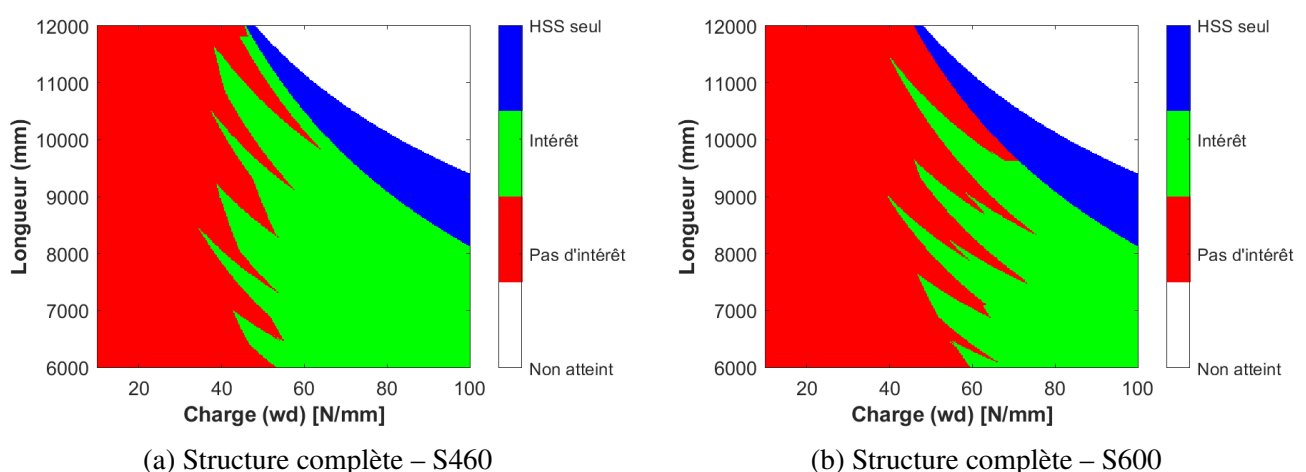 12000
11000
10000
9000
8000
7000
6000
Longueur (mm)
20
40
60
80
100
Charge (wd) [N/mm]
HSS seul
Intérêt
Pas d'intérêt
Non atteint
(a) Structure complète – S460
12000
11000
10000
9000
8000
7000
6000
Longueur (mm)
20
40
60
80
100
Charge (wd) [N/mm]
HSS seul
Intérêt
Pas d'intérêt
Non atteint
(b) Structure complète – S600